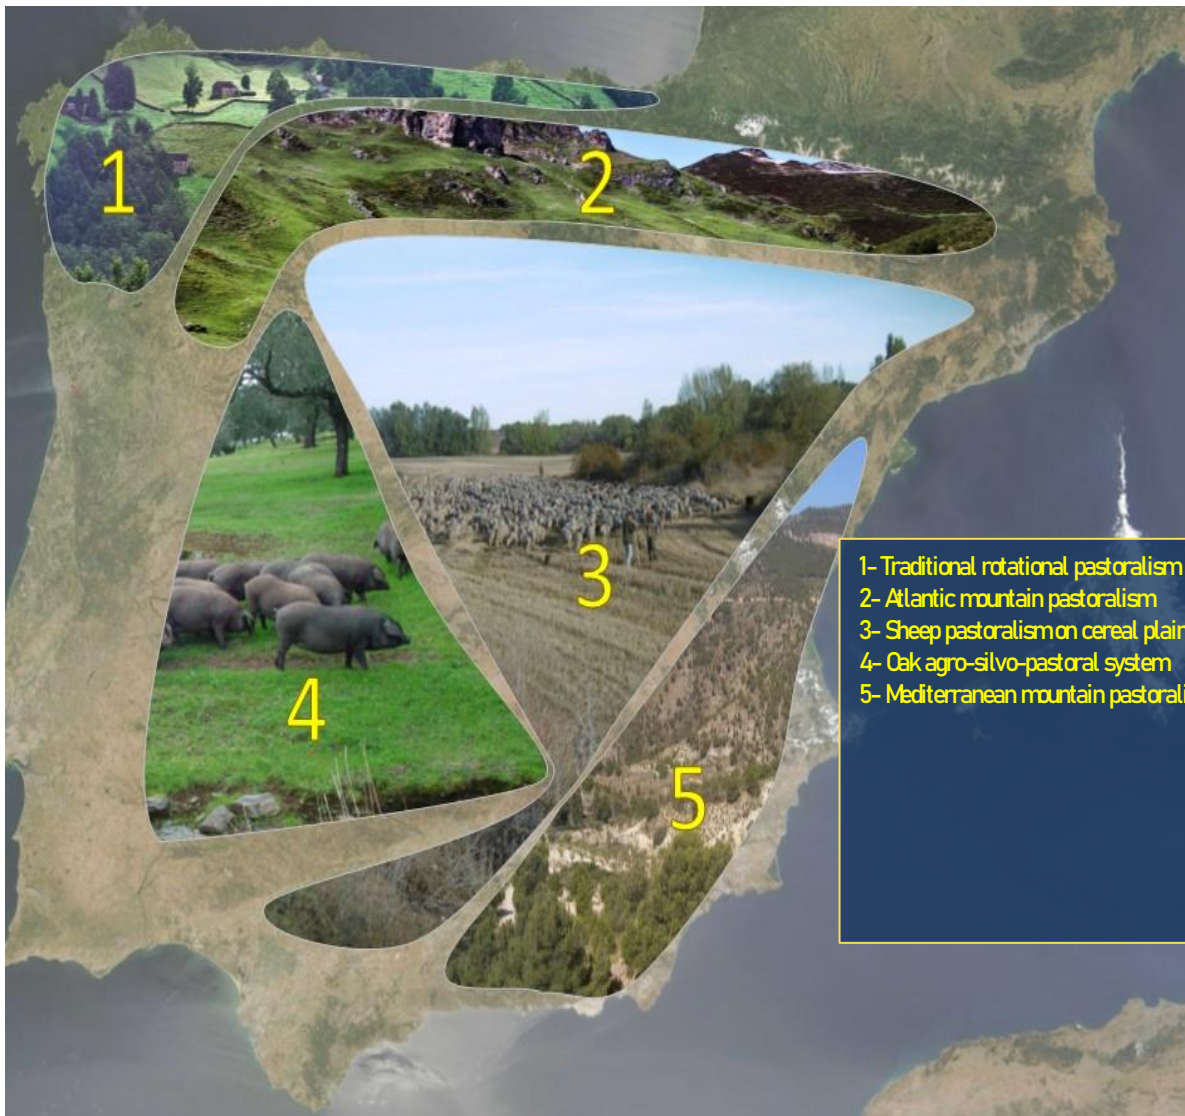 1
2
3
4
5
1- Traditional rotational pastoralism
2- Atlantic mountain pastoralism
3- Sheep pastoralism on cereal plain
4- Oak agro-silvo-pastoral system
5- Mediterranean mountain pastorali